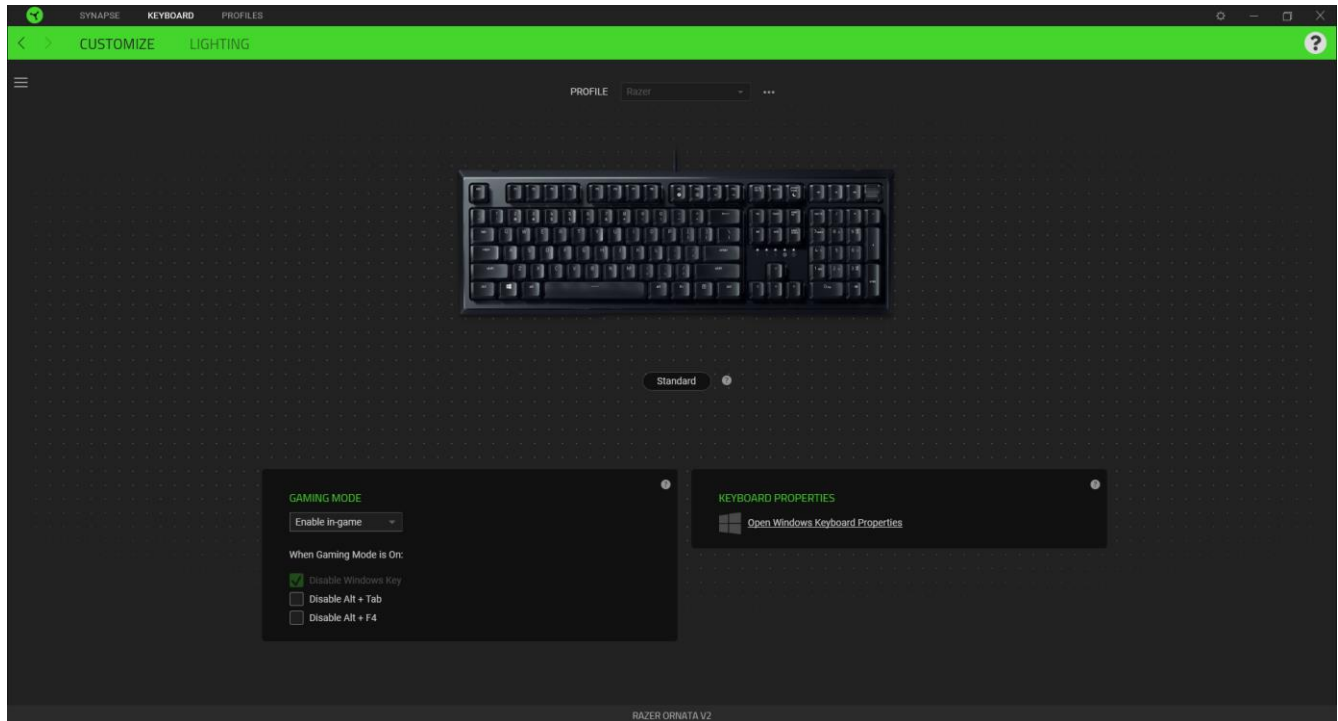 SYNAPSE KEYBOARD PROFILES
CUSTOMIZE LIGHTING
?
PROFILE Razer
Standard ?
GAMING MODE ?
Enable in-game
When Gaming Mode is On:
Disable Windows Key
Disable Alt + Tab
Disable Alt + F4
KEYBOARD PROPERTIES ?
Open Windows Keyboard Properties
RAZER ORNATA V2